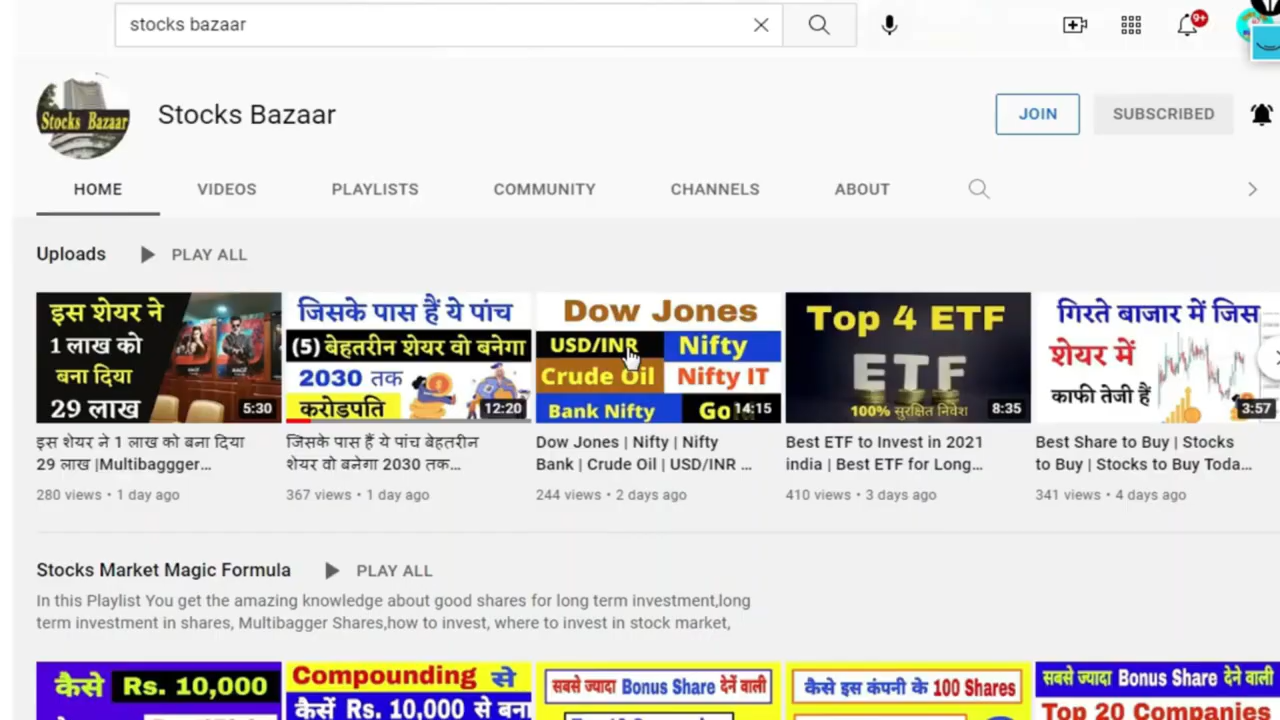 stocks bazaar
9+
Stocks Bazaar
Stocks Bazaar
JOIN
SUBSCRIBED
HOME
VIDEOS
PLAYLISTS
COMMUNITY
CHANNELS
ABOUT
Uploads
PLAY ALL
इस शेयर ने
1 लाख को
बना दिया
29 लाख
5:30
जिसके पास हैं ये पांच
(5) बेहतरीन शेयर वो बनेगा
2030 तक
करोडपति
12:20
Dow Jones
USD/INR
Nifty
Crude Oil
Nifty IT
Bank Nifty
Go
14:15
Top 4 ETF
ETF
100% सुरक्षित निवेश
8:35
गिरते बाजार में जिस
शेयर में
काफी तेजी हैं
3:57
इस शेयर ने 1 लाख को बना दिया
29 लाख |Multibaggger...
280 views • 1 day ago
जिसके पास हैं ये पांच बेहतरीन
शेयर वो बनेगा 2030 तक...
367 views • 1 day ago
Dow Jones | Nifty | Nifty
Bank | Crude Oil | USD/INR ...
244 views • 2 days ago
Best ETF to Invest in 2021
india | Best ETF for Long...
410 views • 3 days ago
Best Share to Buy | Stocks
to Buy | Stocks to Buy Toda...
341 views • 4 days ago
Stocks Market Magic Formula
PLAY ALL
In this Playlist You get the amazing knowledge about good shares for long term investment,long
term investment in shares, Multibagger Shares,how to invest, where to invest in stock market,
कैसे Rs. 10,000
Compounding से
कैसें Rs. 10,000 से बना
सबसे ज्यादा Bonus Share देनें वाली
कैसे इस कंपनी के 100 Shares
सबसे ज्यादा Bonus Share देने वाली
Top 20 Companies